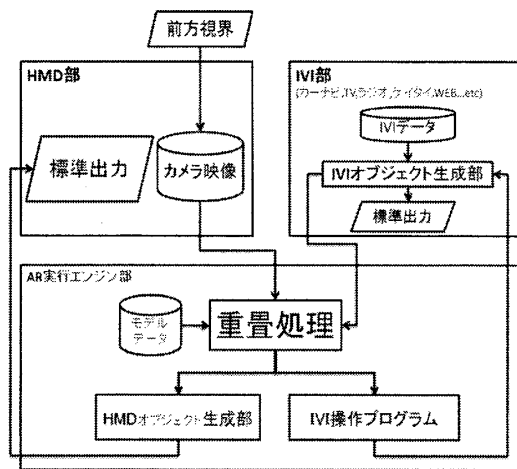 前方視界
HMD部
標準出力
カメラ映像
IVI部
(カーナビ,TV,ラジオ,ケイタイ,WEB...etc)
IVIデータ
IVIオブジェクト生成部
標準出力
AR実行エンジン部
モデル
データ
重畳処理
HMDオブジェクト生成部
IVI操作プログラム